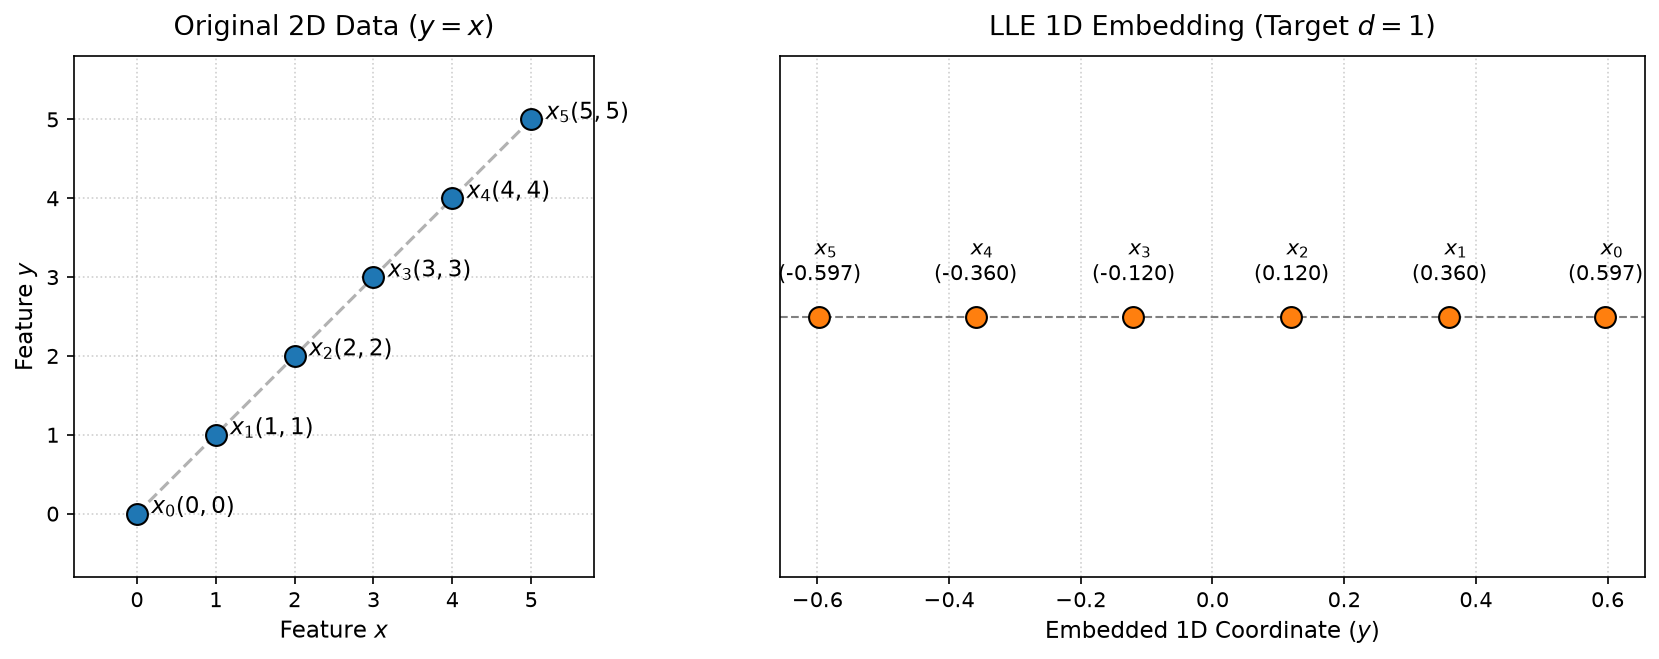 Original 2D Data (y = x)
Feature y
5
4
3
2
1
0
x₅(5, 5)
x₄(4, 4)
x₃(3, 3)
x₂(2, 2)
x₁(1, 1)
x₀(0, 0)
0 1 2 3 4 5
Feature x
LLE 1D Embedding (Target d = 1)
x₅ x₄ x₃ x₂ x₁ x₀
(-0.597) (-0.360) (-0.120) (0.120) (0.360) (0.597)
−0.6 −0.4 −0.2 0.0 0.2 0.4 0.6
Embedded 1D Coordinate (y)